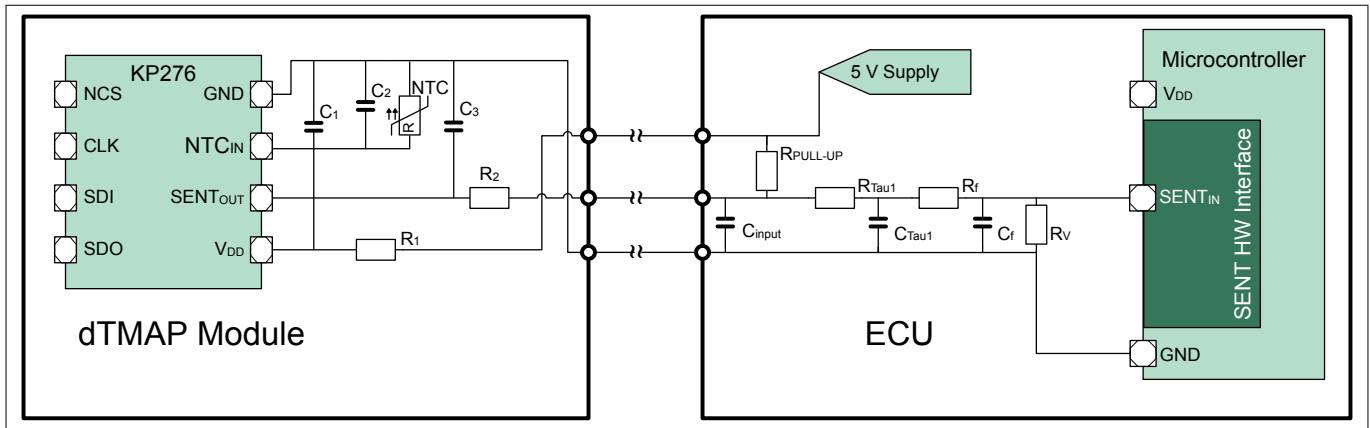 KP276
NCS
CLK
SDI
SDO
GND
NTCIN
SENTOUT
VDD
C1
C2
R
NTC
C3
R2
R1
dTMAP Module
5 V Supply
RPULL-UP
RTau1
Rf
Cinput
CTau1
Cf
RV
ECU
Microcontroller
VDD
SENTIN
SENT HW Interface
GND